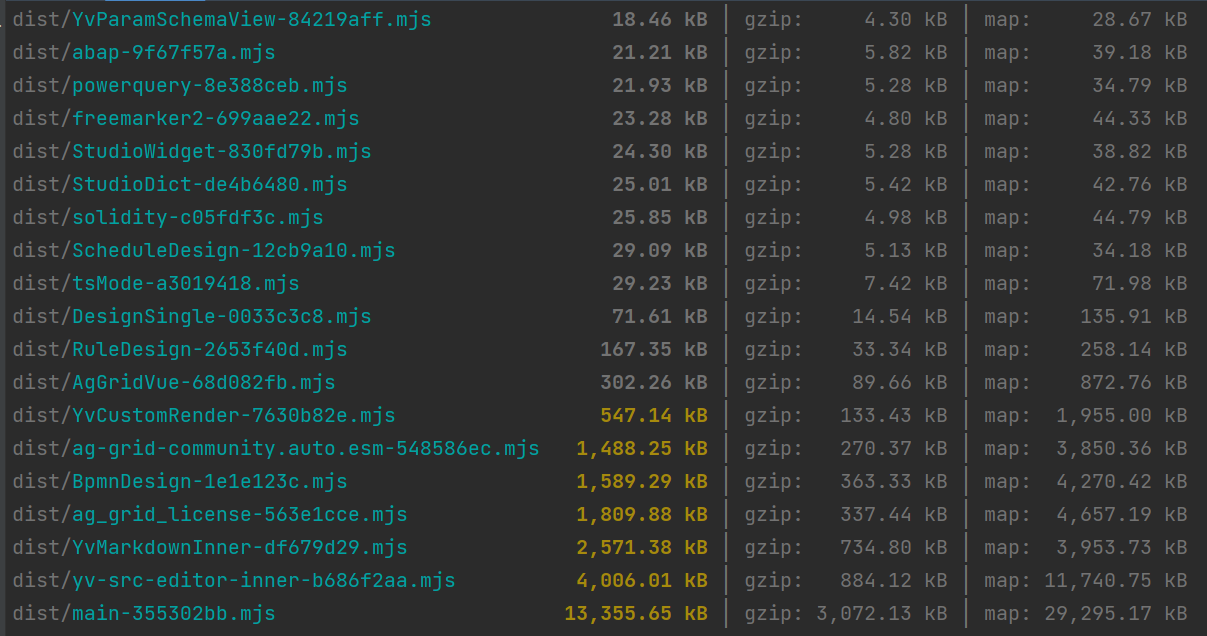 dist/YvParamSchemaView-84219aff.mjs 18.46 kB │ gzip: 4.30 kB │ map: 28.67 kB
dist/abap-9f67f57a.mjs 21.21 kB │ gzip: 5.82 kB │ map: 39.18 kB
dist/powerquery-8e388ceb.mjs 21.93 kB │ gzip: 5.28 kB │ map: 34.79 kB
dist/freemarker2-699aae22.mjs 23.28 kB │ gzip: 4.80 kB │ map: 44.33 kB
dist/StudioWidget-830fd79b.mjs 24.30 kB │ gzip: 5.28 kB │ map: 38.82 kB
dist/StudioDict-de4b6480.mjs 25.01 kB │ gzip: 5.42 kB │ map: 42.76 kB
dist/solidity-c05fdf3c.mjs 25.85 kB │ gzip: 4.98 kB │ map: 44.79 kB
dist/ScheduleDesign-12cb9a10.mjs 29.09 kB │ gzip: 5.13 kB │ map: 34.18 kB
dist/tsMode-a3019418.mjs 29.23 kB │ gzip: 7.42 kB │ map: 71.98 kB
dist/DesignSingle-0033c3c8.mjs 71.61 kB │ gzip: 14.54 kB │ map: 135.91 kB
dist/RuleDesign-2653f40d.mjs 167.35 kB │ gzip: 33.34 kB │ map: 258.14 kB
dist/AgGridVue-68d082fb.mjs 302.26 kB │ gzip: 89.66 kB │ map: 872.76 kB
dist/YvCustomRender-7630b82e.mjs 547.14 kB │ gzip: 133.43 kB │ map: 1,955.00 kB
dist/ag-grid-community.auto.esm-548586ec.mjs 1,488.25 kB │ gzip: 270.37 kB │ map: 3,850.36 kB
dist/BpmnDesign-1e1e123c.mjs 1,589.29 kB │ gzip: 363.33 kB │ map: 4,270.42 kB
dist/ag_grid_license-563e1cce.mjs 1,809.88 kB │ gzip: 337.44 kB │ map: 4,657.19 kB
dist/YvMarkdownInner-df679d29.mjs 2,571.38 kB │ gzip: 734.80 kB │ map: 3,953.73 kB
dist/yv-src-editor-inner-b686f2aa.mjs 4,006.01 kB │ gzip: 884.12 kB │ map: 11,740.75 kB
dist/main-355302bb.mjs 13,355.65 kB │ gzip: 3,072.13 kB │ map: 29,295.17 kB